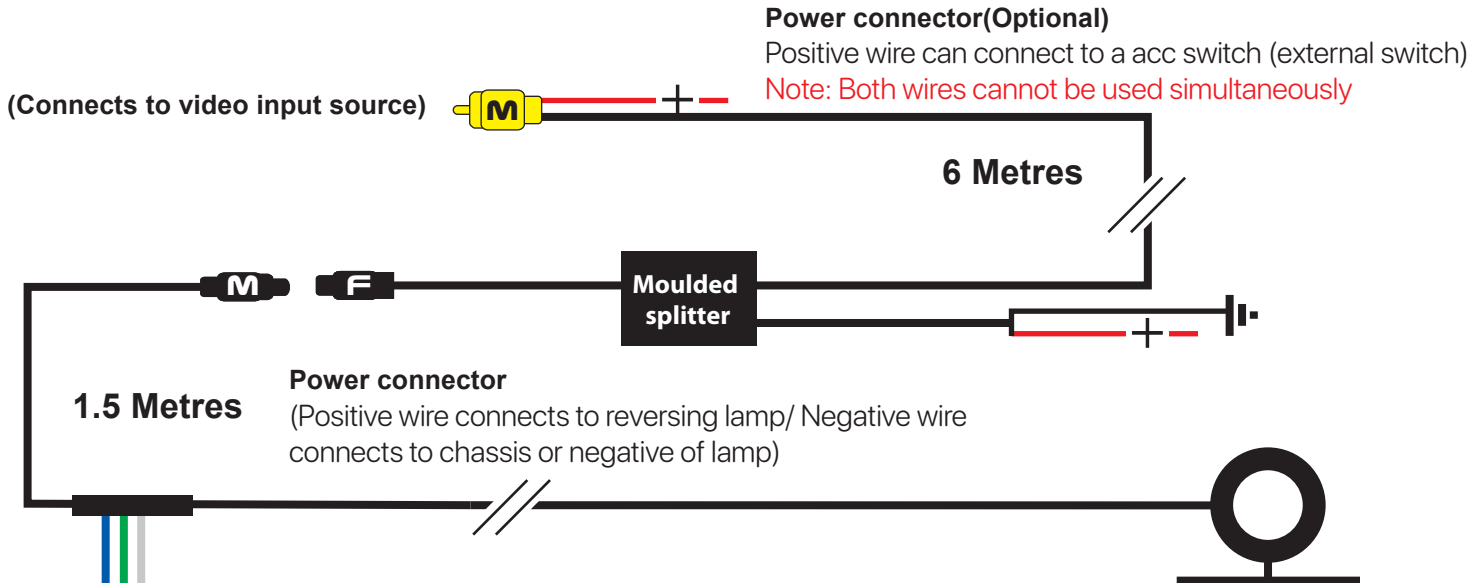 Power connector(Optional)
Positive wire can connect to a acc switch (external switch)
Note: Both wires cannot be used simultaneously
(Connects to video input source)
M
6 Metres
M
F
Moulded
splitter
1.5 Metres
Power connector
(Positive wire connects to reversing lamp/ Negative wire
connects to chassis or negative of lamp)